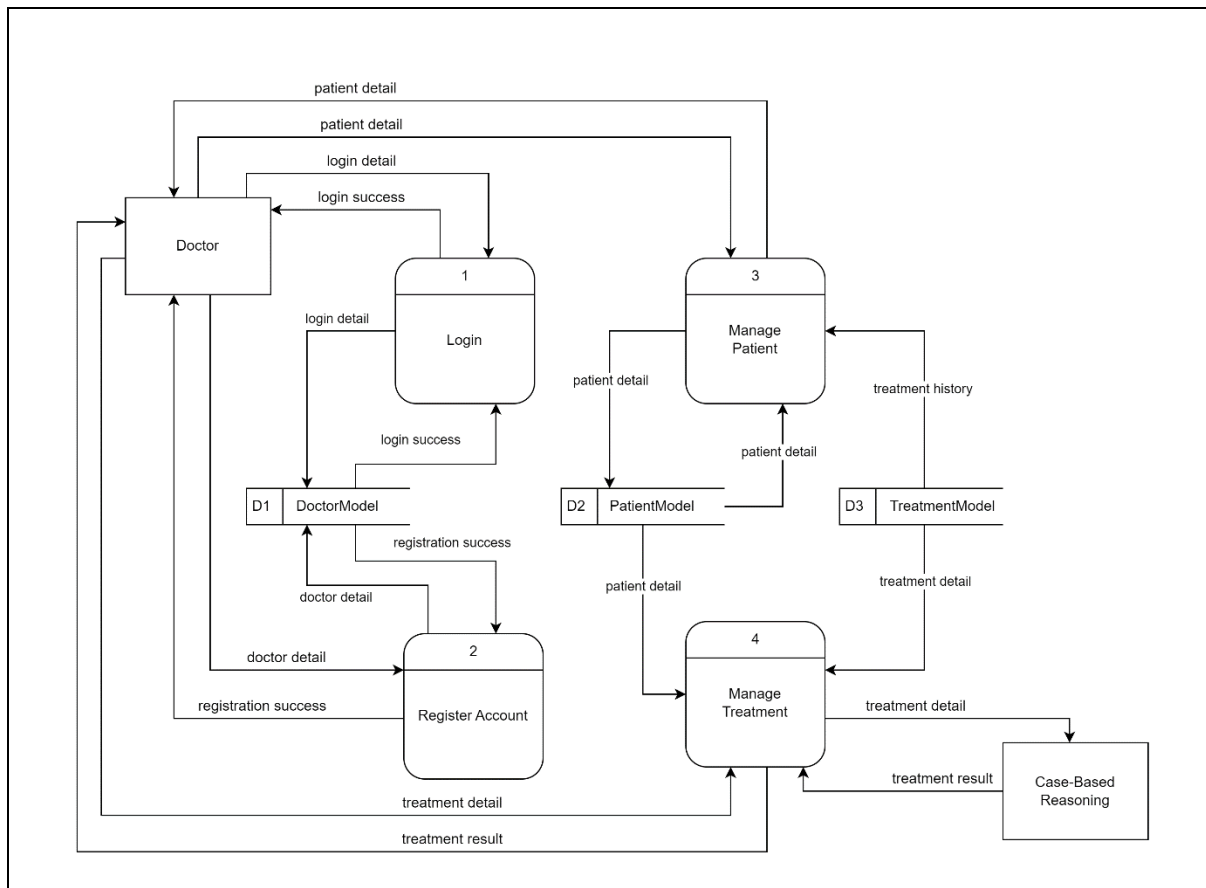 patient detail
patient detail
login detail
login success
Doctor
1
Login
3
Manage
Patient
login detail
patient detail
treatment history
login success
patient detail
D1 DoctorModel
D2 PatientModel
D3 TreatmentModel
registration success
doctor detail
patient detail
treatment detail
2
Register Account
4
Manage
Treatment
doctor detail
registration success
treatment detail
treatment result
Case-Based
Reasoning
treatment detail
treatment result